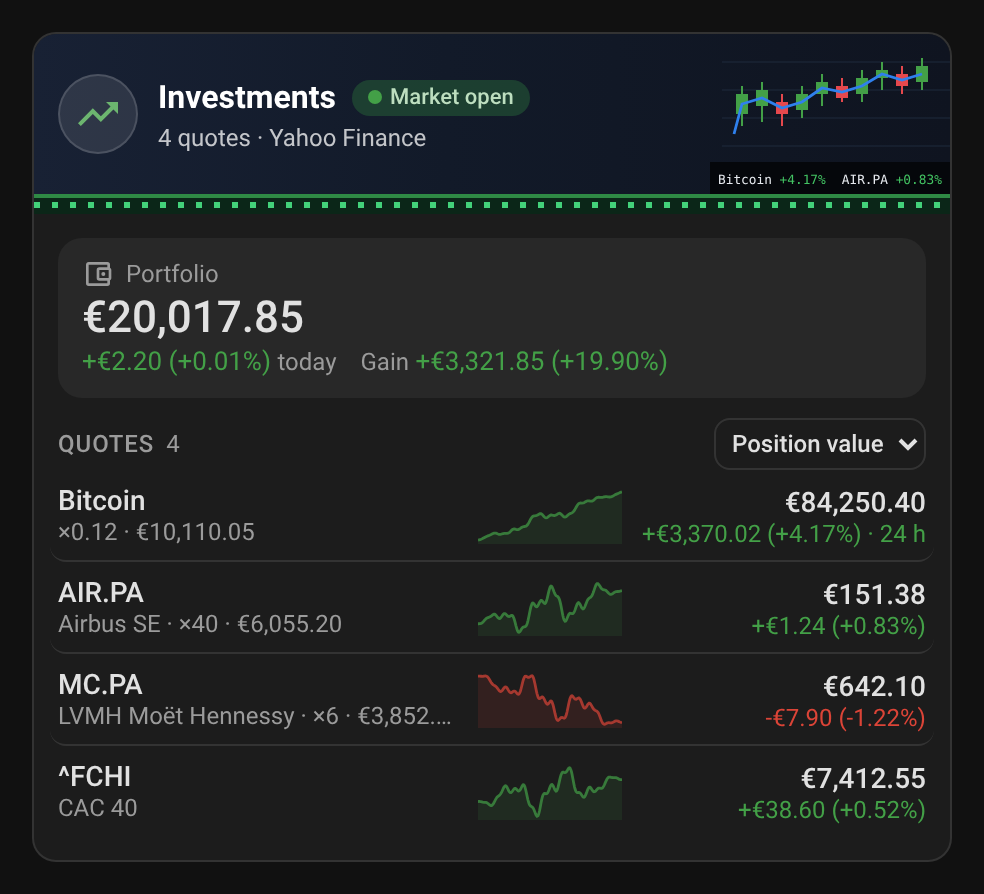 Investments
Market open
4 quotes · Yahoo Finance
Bitcoin +4.17% AIR.PA +0.83%
Portfolio
€20,017.85
+€2.20 (+0.01%) today Gain +€3,321.85 (+19.90%)
QUOTES 4
Position value
Bitcoin
×0.12 · €10,110.05
€84,250.40
+€3,370.02 (+4.17%) · 24 h
AIR.PA
Airbus SE · ×40 · €6,055.20
€151.38
+€1.24 (+0.83%)
MC.PA
LVMH Moët Hennessy · ×6 · €3,852.…
€642.10
-€7.90 (-1.22%)
^FCHI
CAC 40
€7,412.55
+€38.60 (+0.52%)